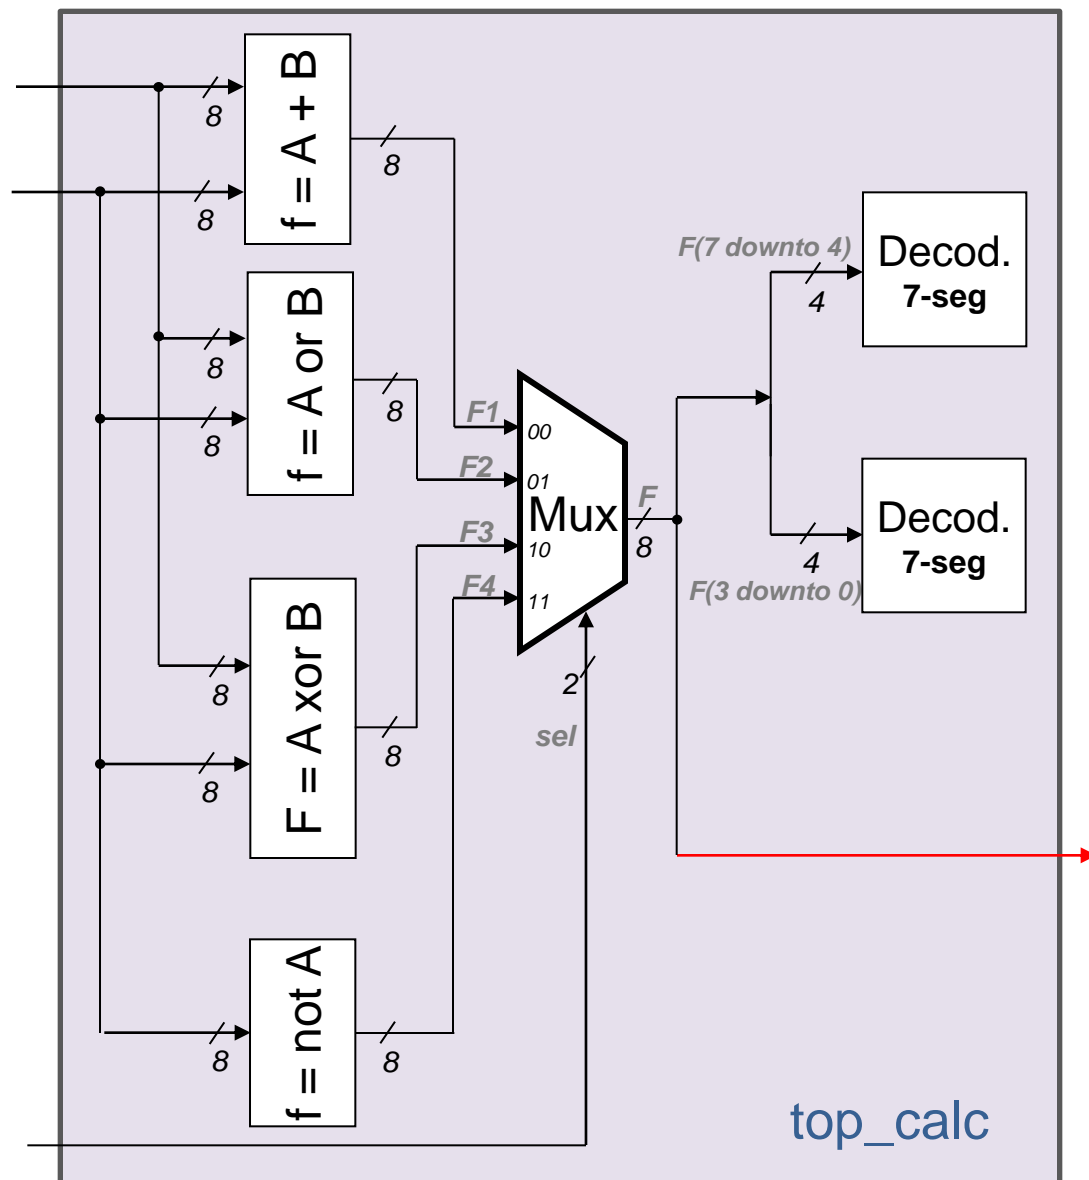 f = A + B
8
8
8
f = A or B
8
8
8
F = A xor B
8
8
8
f = not A
8
8
F1
F2
F3
F4
00
01
10
11
Mux
2
sel
F
8
F(7 downto 4)
4
Decod.
7-seg
4
F(3 downto 0)
Decod.
7-seg
top_calc